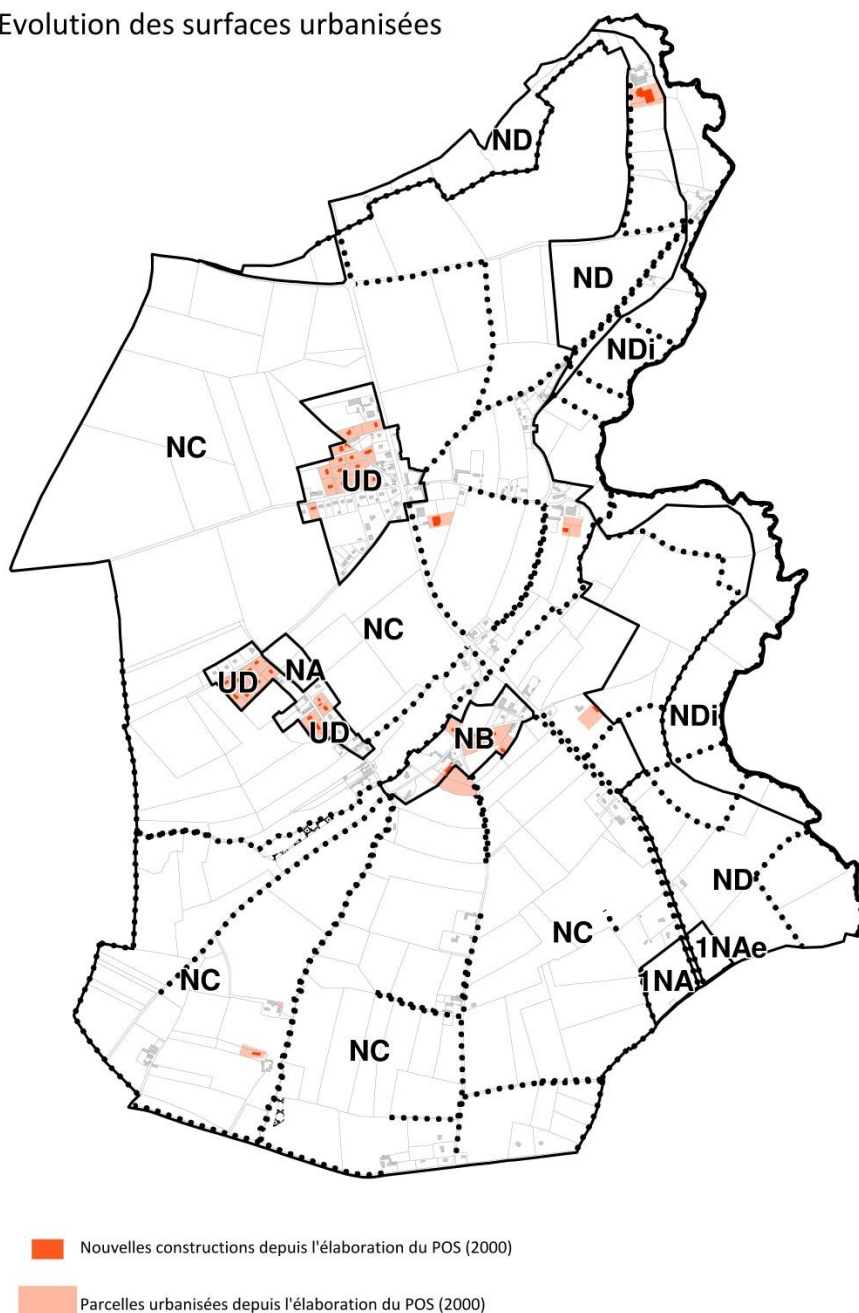 Evolution des surfaces urbanisées
ND
ND
NDi
NC
UD
NC
NA
UD
UD
NB
NDi
ND
NC
1NAe
1NA
NC
NC
Nouvelles constructions depuis l'élaboration du POS (2000)
Parcelles urbanisées depuis l'élaboration du POS (2000)